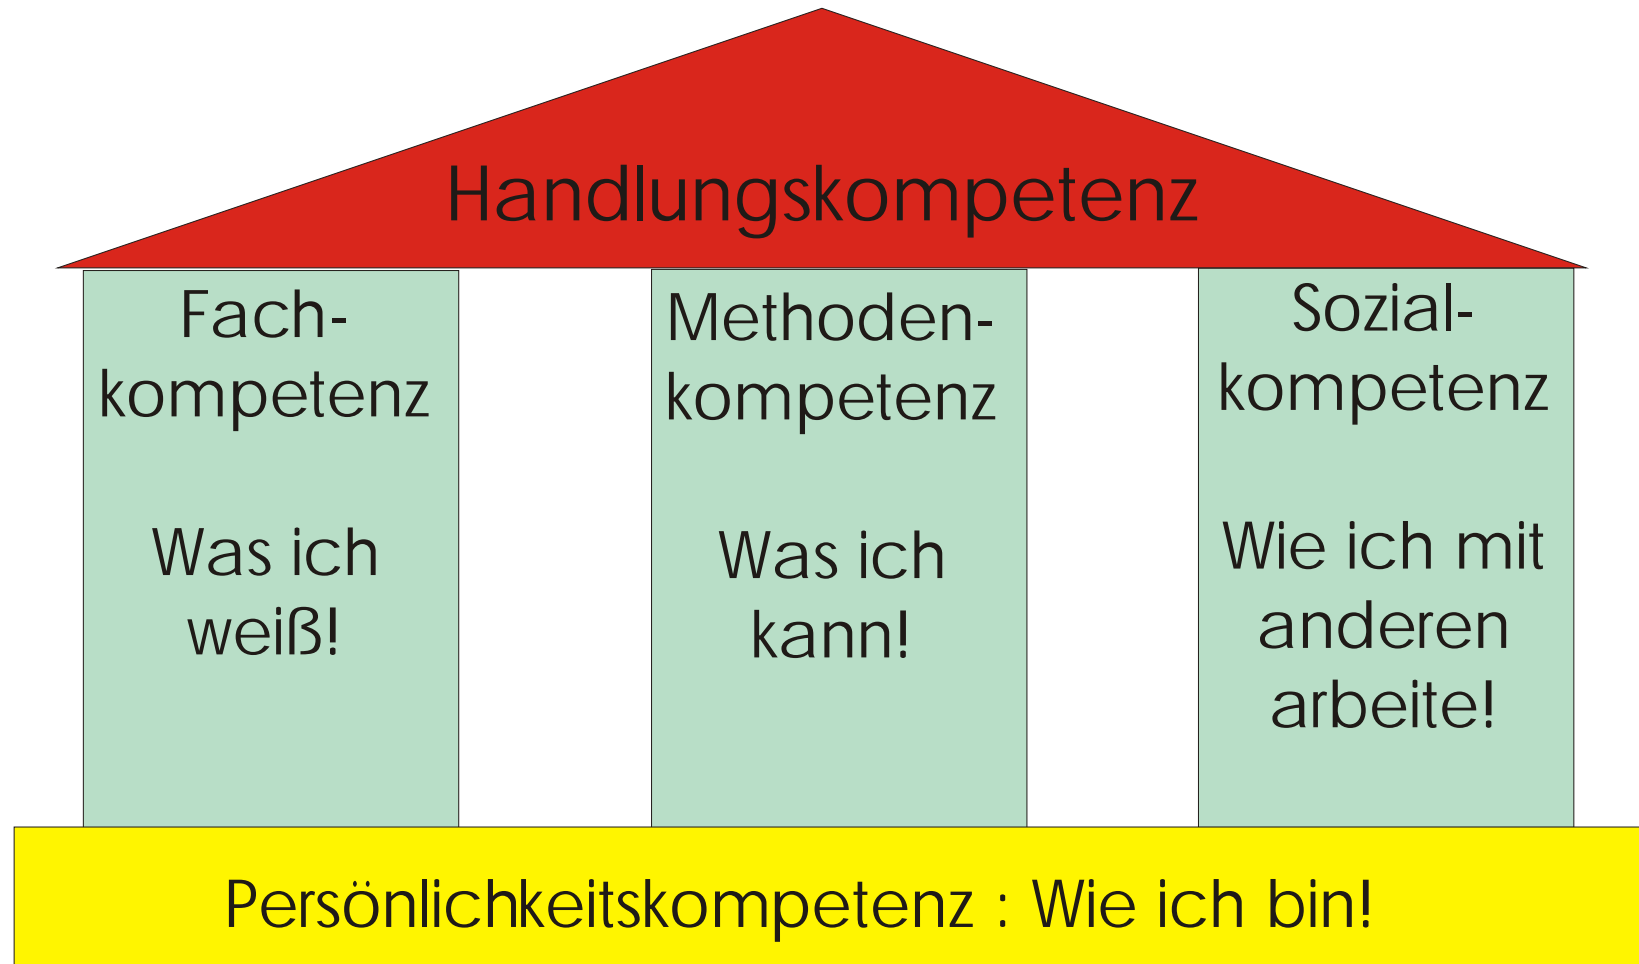 Handlungskompetenz
Fach-
kompetenz
Was ich
weiß!
Methoden-
kompetenz
Was ich
kann!
Sozial-
kompetenz
Wie ich mit
anderen
arbeite!
Persönlichkeitskompetenz : Wie ich bin!